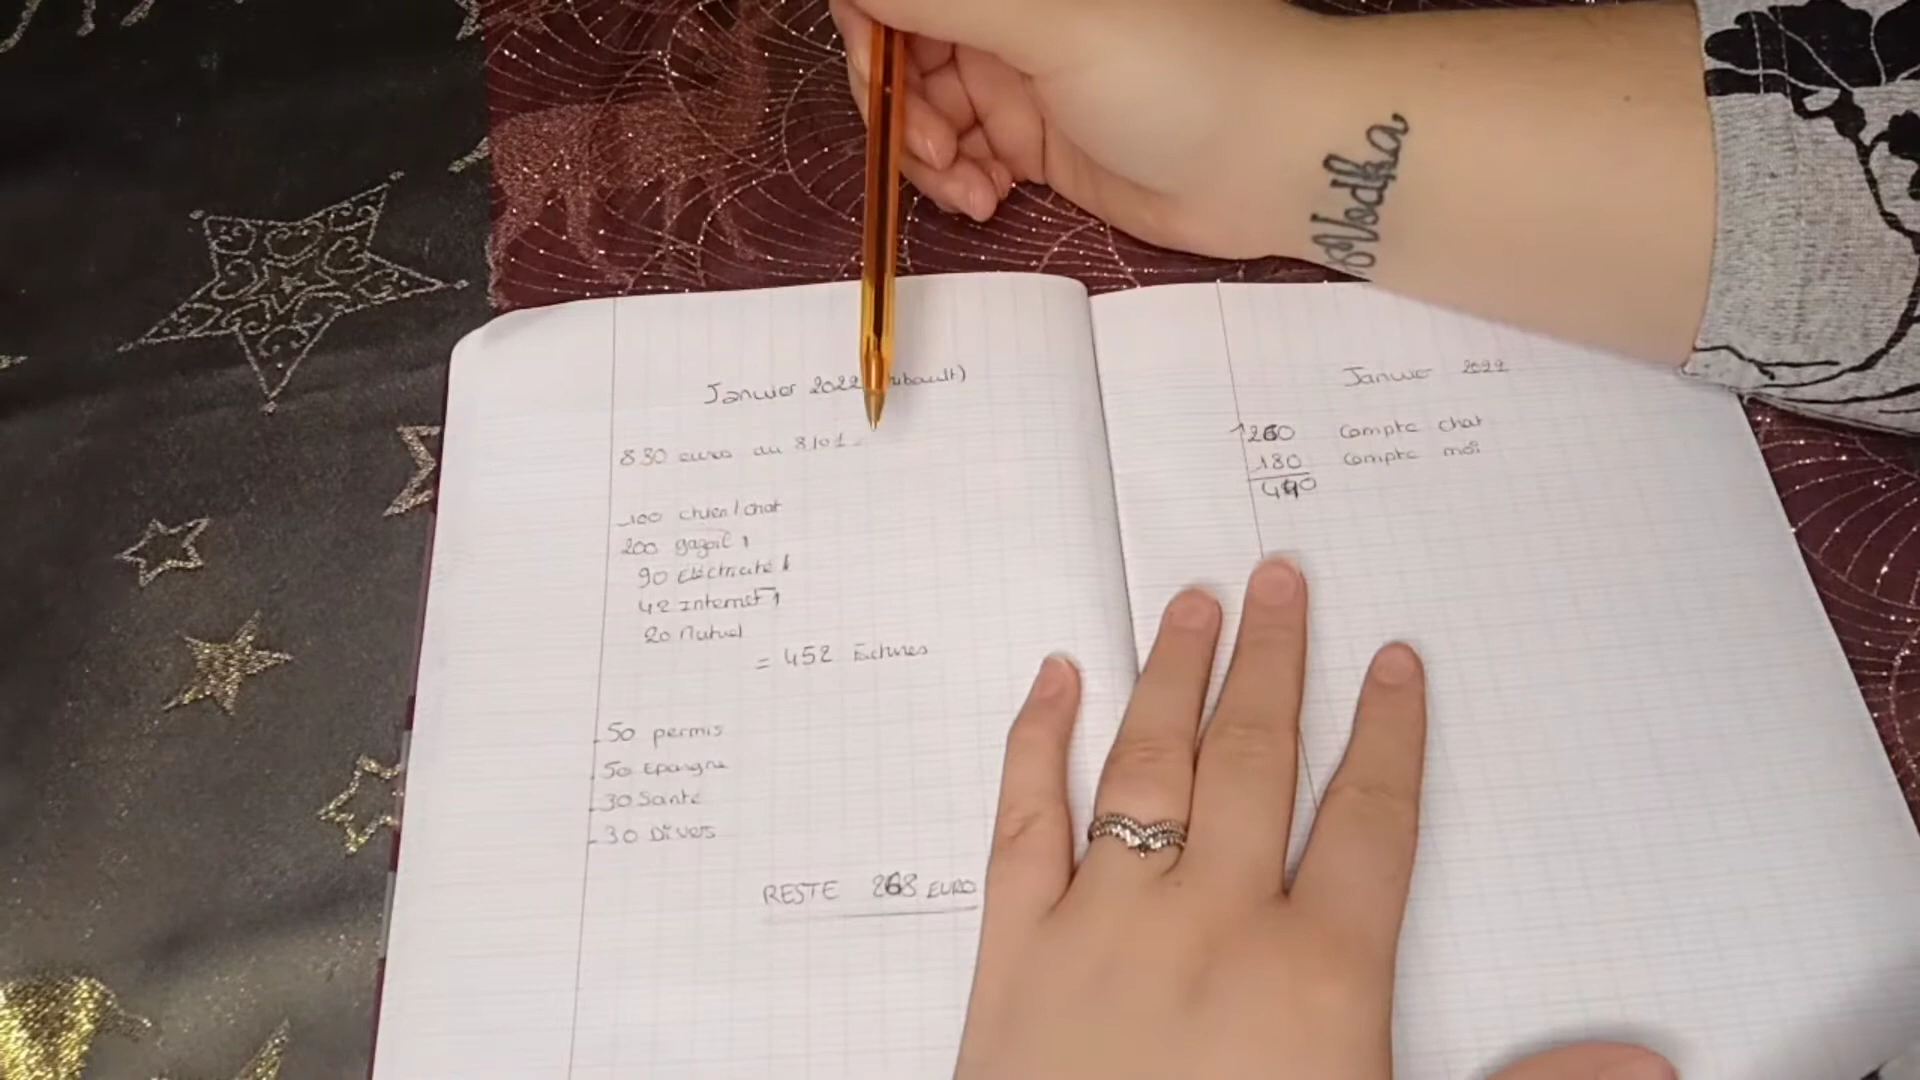 Vodka
Janvier 2022
830 euros au 8/01
100 chien/chat
200 gazoil
90 Eléctricité
42 Internet
20 Mutuel
= 452 Factures
50 permis
50 Epargne
30 Santé
30 Divers
RESTE 268 EURO
Janvier 2022
260 Compte chat
180 Compte moi
440